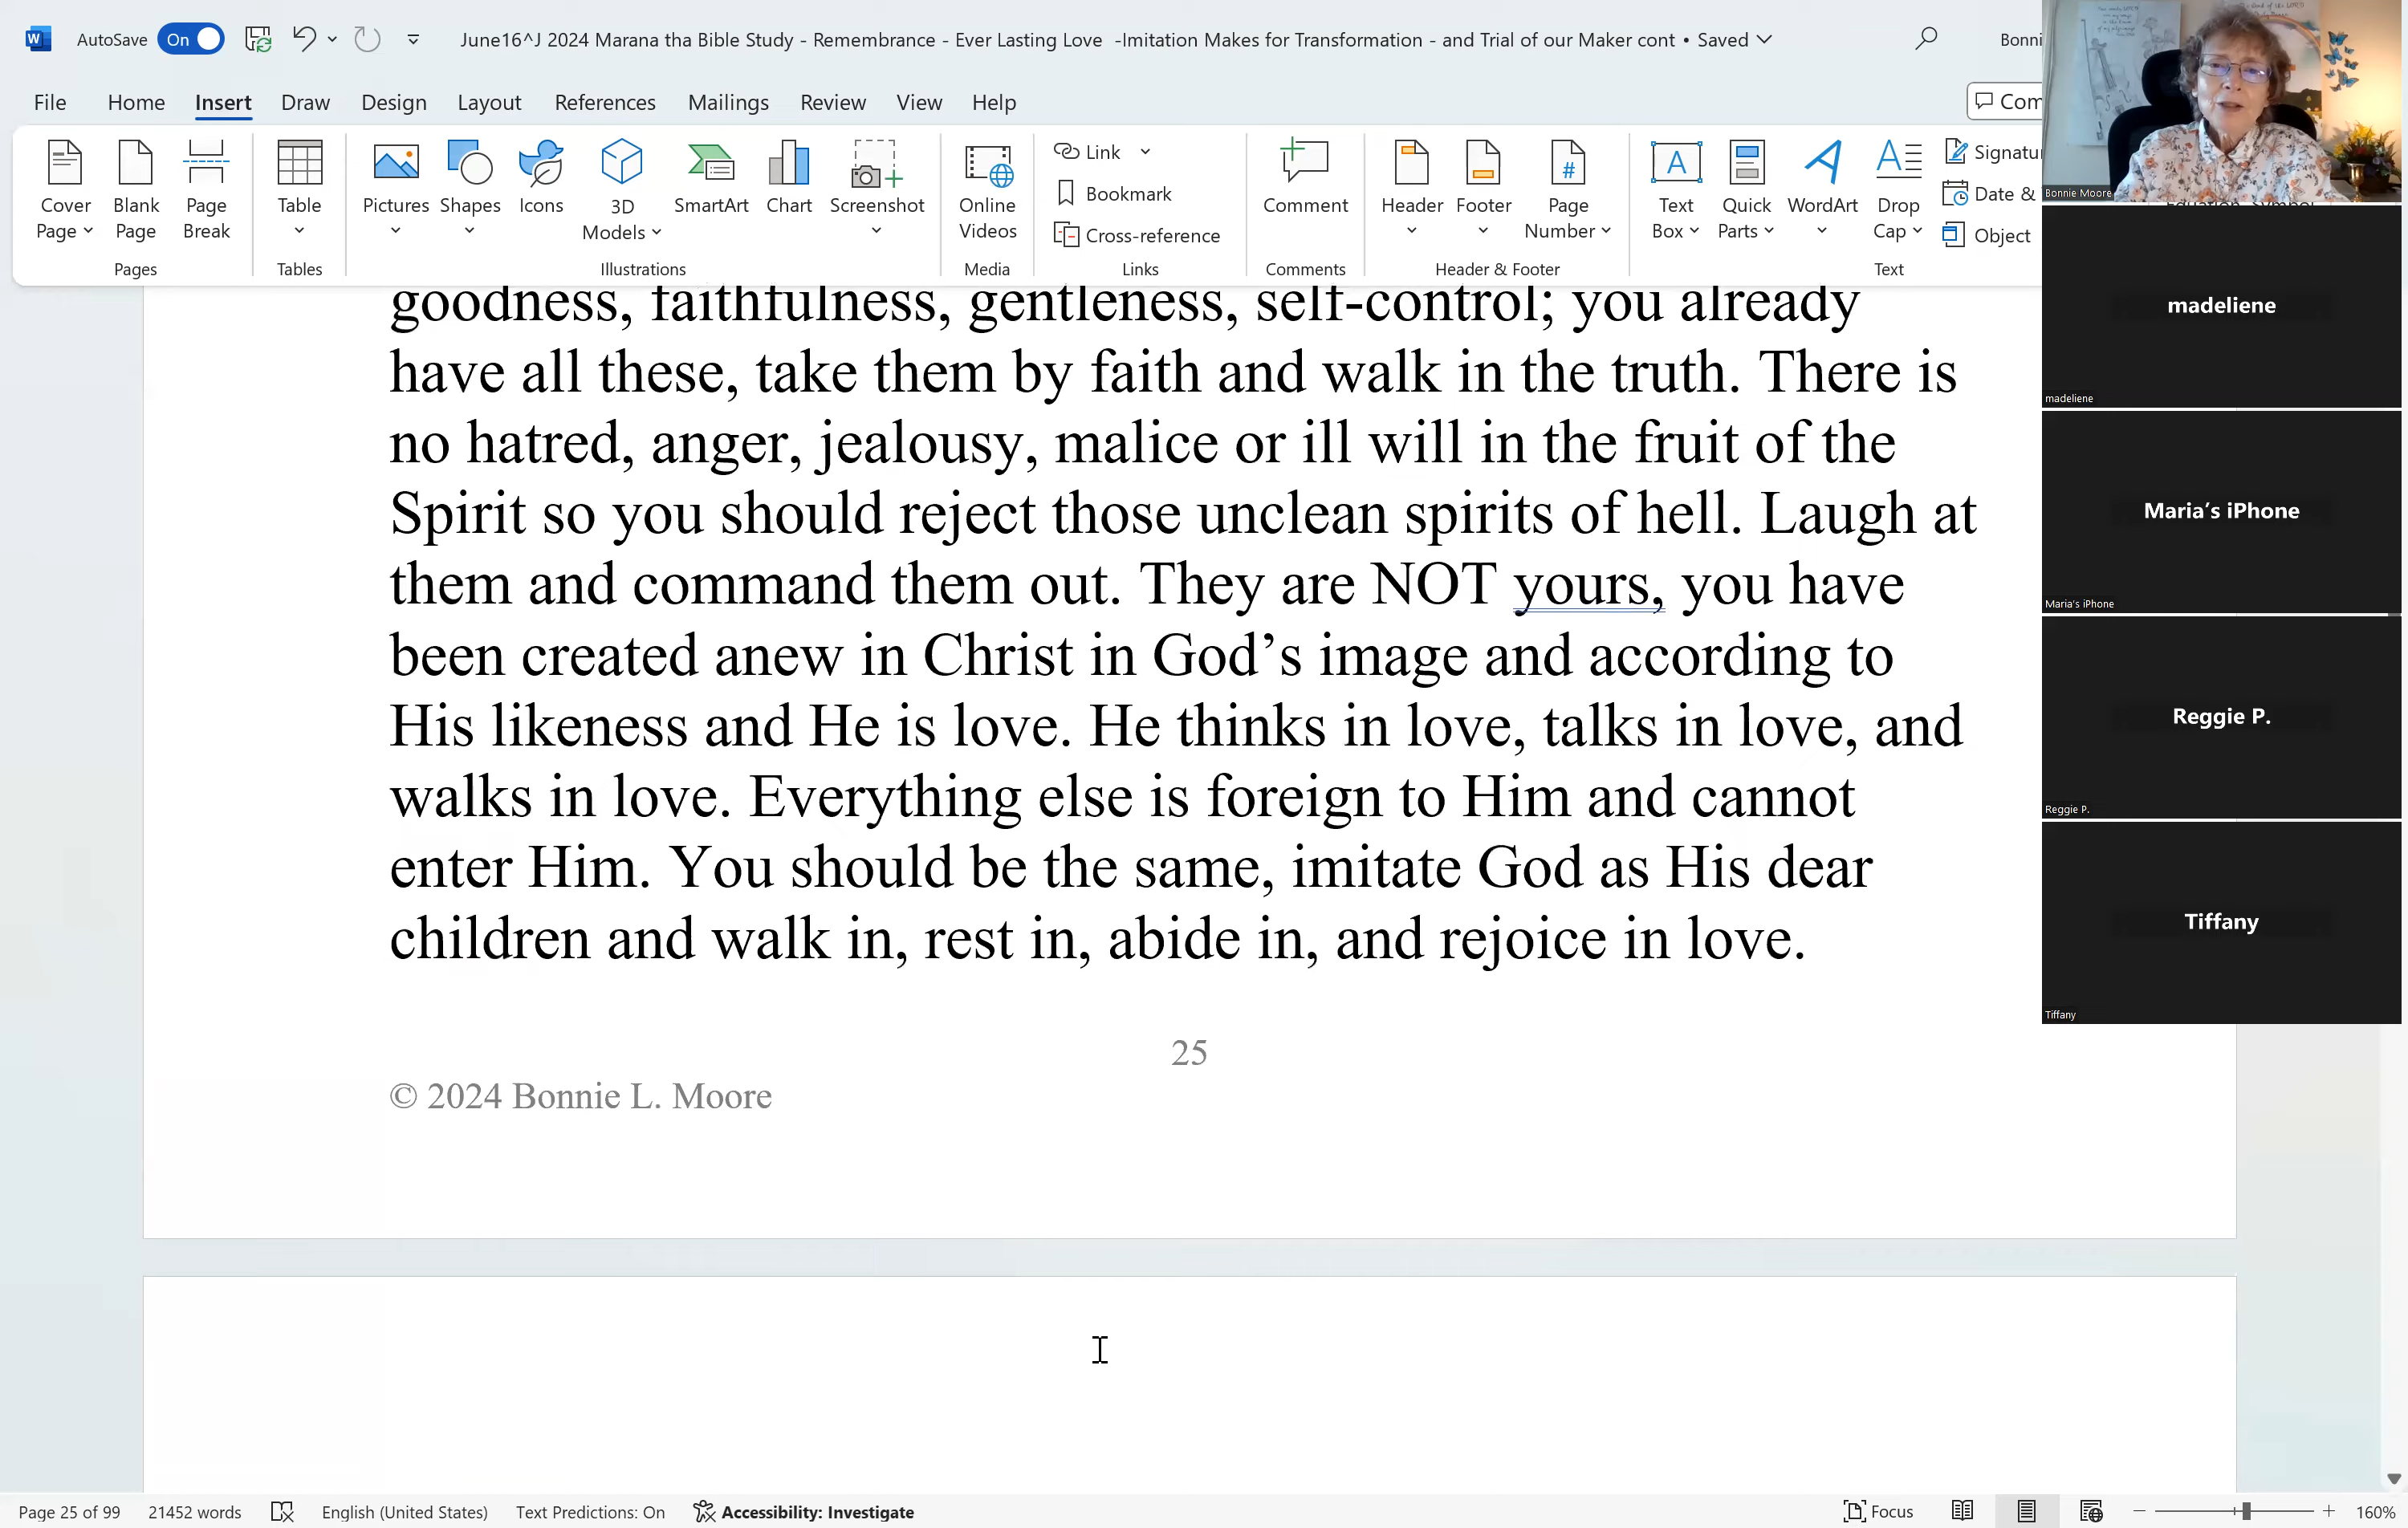 AutoSave On June16^J 2024 Marana tha Bible Study - Remembrance - Ever Lasting Love -Imitation Makes for Transformation - and Trial of our Maker cont • Saved
File Home Insert Draw Design Layout References Mailings Review View Help
Cover Page
Blank Page
Page Break
Table
Pictures
Shapes
Icons
3D Models
SmartArt
Chart
Screenshot
Online Videos
Link
Bookmark
Cross-reference
Comment
Header
Footer
Page Number
Text Box
Quick Parts
WordArt
Drop Cap
Date &
Object
Pages Tables Illustrations Media Links Comments Header & Footer Text
goodness, faithfulness, gentleness, self-control; you already
have all these, take them by faith and walk in the truth. There is
no hatred, anger, jealousy, malice or ill will in the fruit of the
Spirit so you should reject those unclean spirits of hell. Laugh at
them and command them out. They are NOT yours, you have
been created anew in Christ in God’s image and according to
His likeness and He is love. He thinks in love, talks in love, and
walks in love. Everything else is foreign to Him and cannot
enter Him. You should be the same, imitate God as His dear
children and walk in, rest in, abide in, and rejoice in love.
25
© 2024 Bonnie L. Moore
Bonnie Moore
madeliene
madeliene
Maria’s iPhone
Maria's iPhone
Reggie P.
Reggie P.
Tiffany
Tiffany
Page 25 of 99 21452 words English (United States) Text Predictions: On Accessibility: Investigate Focus 160%